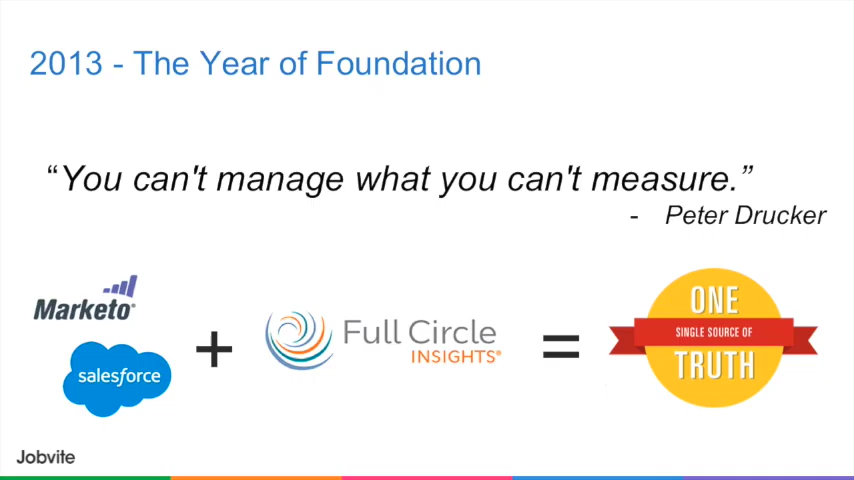 2013 - The Year of Foundation
“You can't manage what you can't measure.”
- Peter Drucker
Marketo®
salesforce
+
Full Circle
INSIGHTS®
=
ONE
SINGLE SOURCE OF
TRUTH
Jobvite